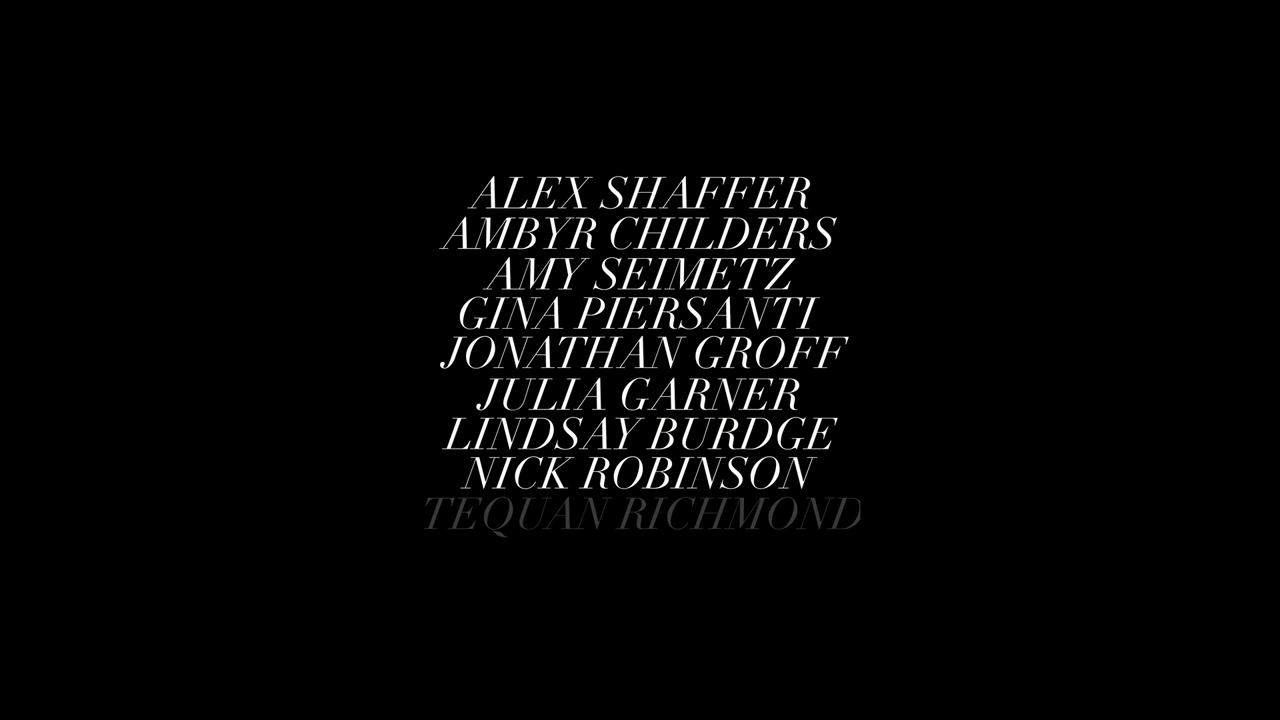 ALEX SHAFFER
AMBYR CHILDERS
AMY SEIMETZ
GINA PIERSANTI
JONATHAN GROFF
JULIA GARNER
LINDSAY BURDGE
NICK ROBINSON
TEQUAN RICHMOND